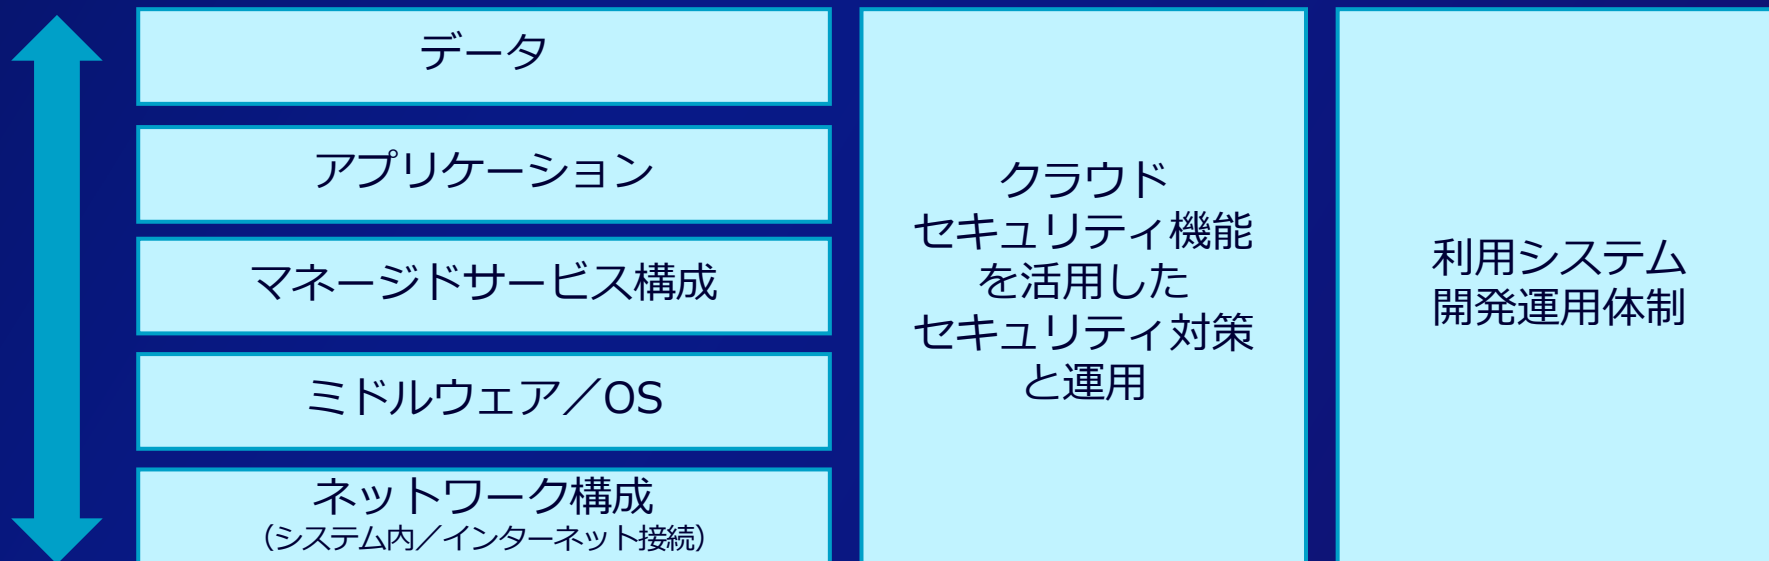 データ
アプリケーション
マネージドサービス構成
ミドルウェア／OS
ネットワーク構成
（システム内／インターネット接続）
クラウド
セキュリティ機能
を活用した
セキュリティ対策
と運用
利用システム
開発運用体制